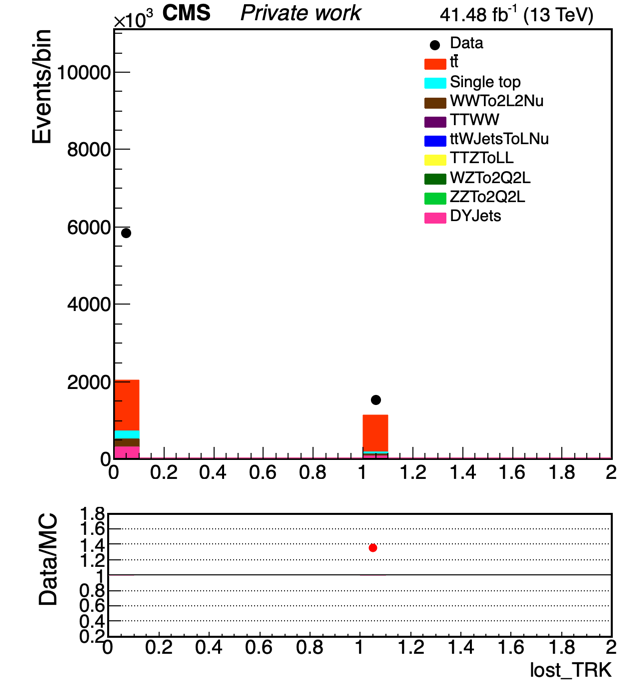 ×10³ CMS Private work 41.48 fb⁻¹ (13 TeV)
Events/bin
10000
8000
6000
4000
2000
0
Data
tt̄
Single top
WWTo2L2Nu
TTWW
ttWJetsToLNu
TTZToLL
WZTo2Q2L
ZZTo2Q2L
DYJets
0 0.2 0.4 0.6 0.8 1 1.2 1.4 1.6 1.8 2
Data/MC
1.8
1.6
1.4
1.2
1
0.8
0.6
0.4
0.2
0 0.2 0.4 0.6 0.8 1 1.2 1.4 1.6 1.8 2
lost_TRK